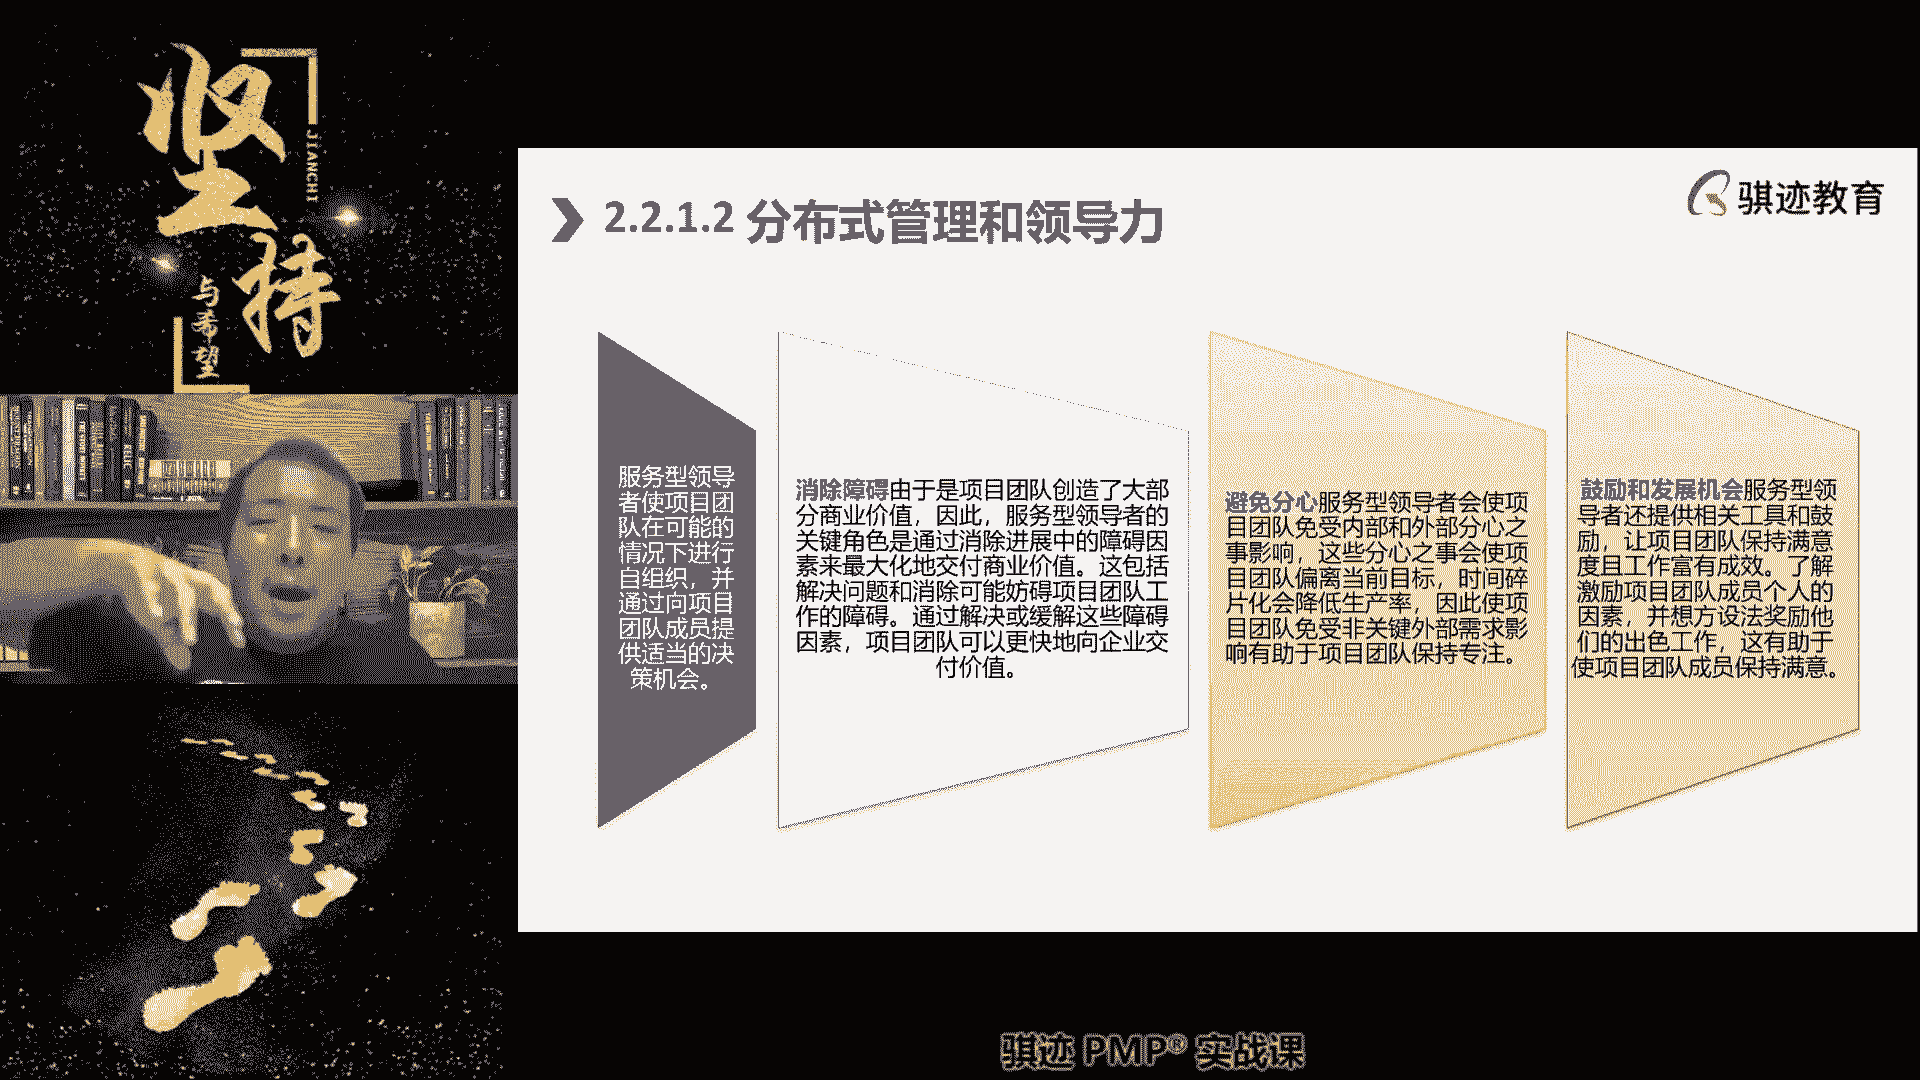 坚持
JIANCHI
与希望
骐迹教育
2.2.1.2 分布式管理和领导力
服务型领导
者使项目团
队在可能的
情况下进行
自组织，并
通过向项目
团队成员提
供适当的决
策机会。
消除障碍由于是项目团队创造了大部
分商业价值，因此，服务型领导者的
关键角色是通过消除进展中的障碍因
素来最大化地交付商业价值。这包括
解决问题和消除可能妨碍项目团队工
作的障碍。通过解决或缓解这些障碍
因素，项目团队可以更快地向企业交
付价值。
避免分心服务型领导者会使项
目团队免受内部和外部分心之
事影响，这些分心之事会使项
目团队偏离当前目标，时间碎
片化会降低生产率，因此使项
目团队免受非关键外部需求影
响有助于项目团队保持专注。
鼓励和发展机会服务型领
导者还提供相关工具和鼓
励，让项目团队保持满意
度且工作富有成效。了解
激励项目团队成员个人的
因素，并想方设法奖励他
们的出色工作，这有助于
使项目团队成员保持满意。
骐迹 PMP® 实战课